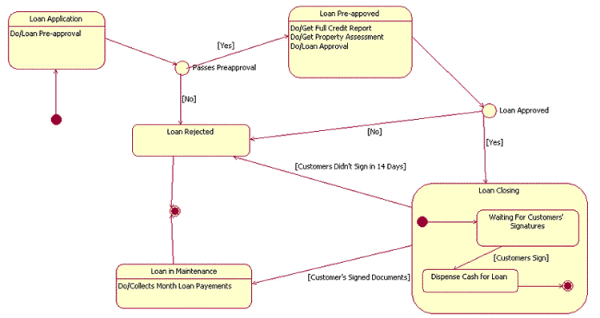 Loan Application
Do/Loan Pre-approval
Loan Pre-appoved
Do/Get Full Credit Report
Do/Get Property Assessment
Do/Loan Approval
[Yes]
Passes Preapproval
[No]
Loan Approved
Loan Rejected
[No]
[Yes]
[Customers Didn't Sign in 14 Days]
Loan Closing
Waiting For Customers'
Signatures
[Customers Sign]
Loan in Maintenance
Do/Collects Month Loan Payements
[Customer's Signed Documents]
Dispense Cash for Loan